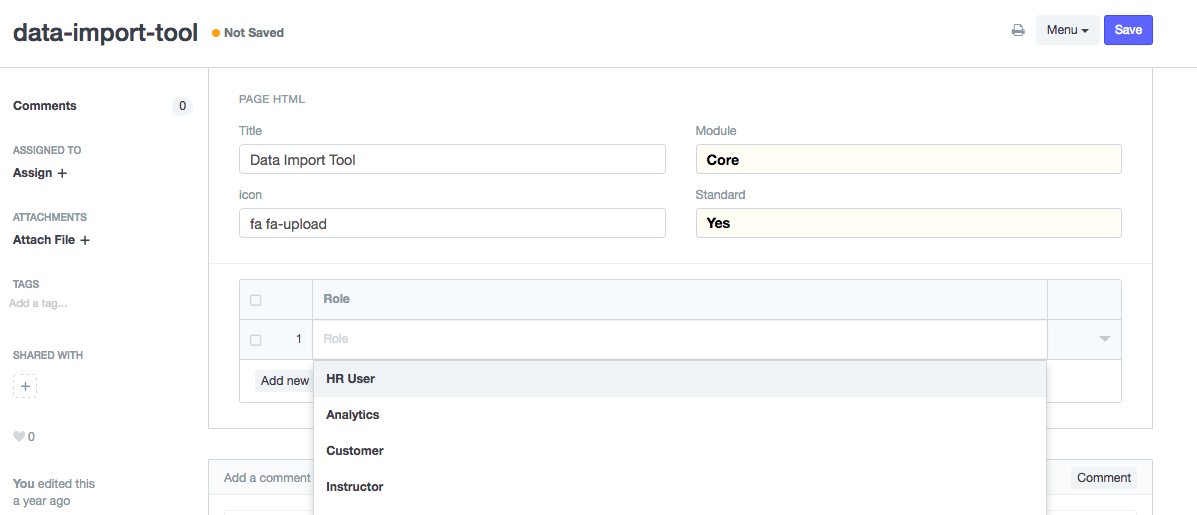 data-import-tool Not Saved Menu Save
Comments 0
ASSIGNED TO
Assign +
ATTACHMENTS
Attach File +
TAGS
Add a tag...
SHARED WITH
+
0
You edited this
a year ago
PAGE HTML
Title Module
Data Import Tool Core
icon Standard
fa fa-upload Yes
Role
1 Role
Add new
HR User
Analytics
Customer
Instructor
Add a comment Comment